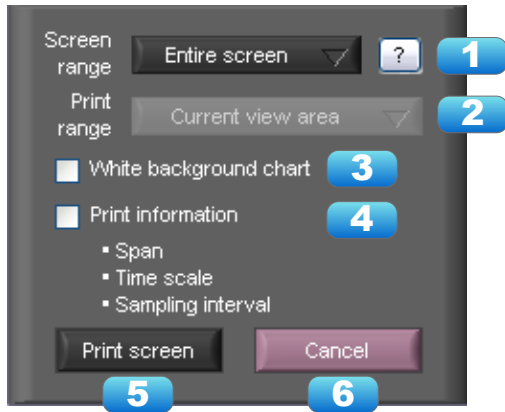 Screen range
Entire screen
?
1
Print range
Current view area
2
White background chart
3
Print information
4
▪ Span
▪ Time scale
▪ Sampling interval
Print screen
Cancel
5
6